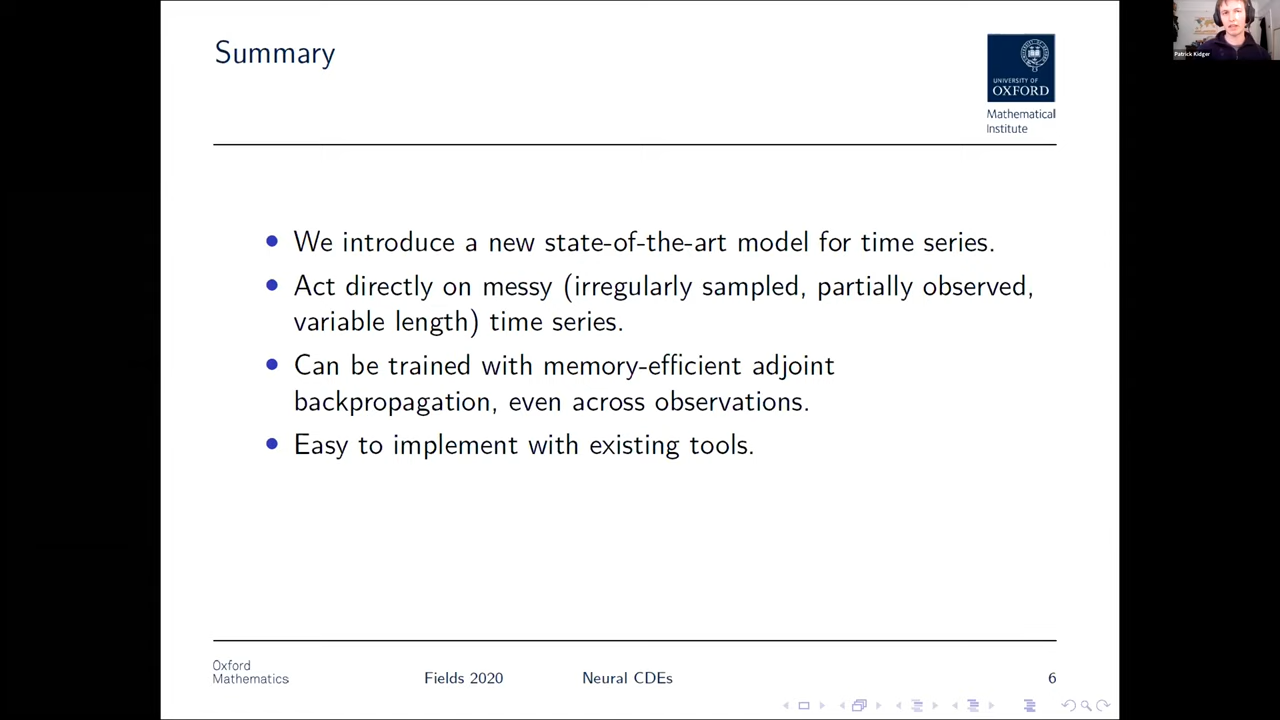 Summary
UNIVERSITY OF
OXFORD
Mathematical
Institute
Patrick Kidger
• We introduce a new state-of-the-art model for time series.
• Act directly on messy (irregularly sampled, partially observed,
variable length) time series.
• Can be trained with memory-efficient adjoint
backpropagation, even across observations.
• Easy to implement with existing tools.
Oxford
Mathematics
Fields 2020
Neural CDEs
6